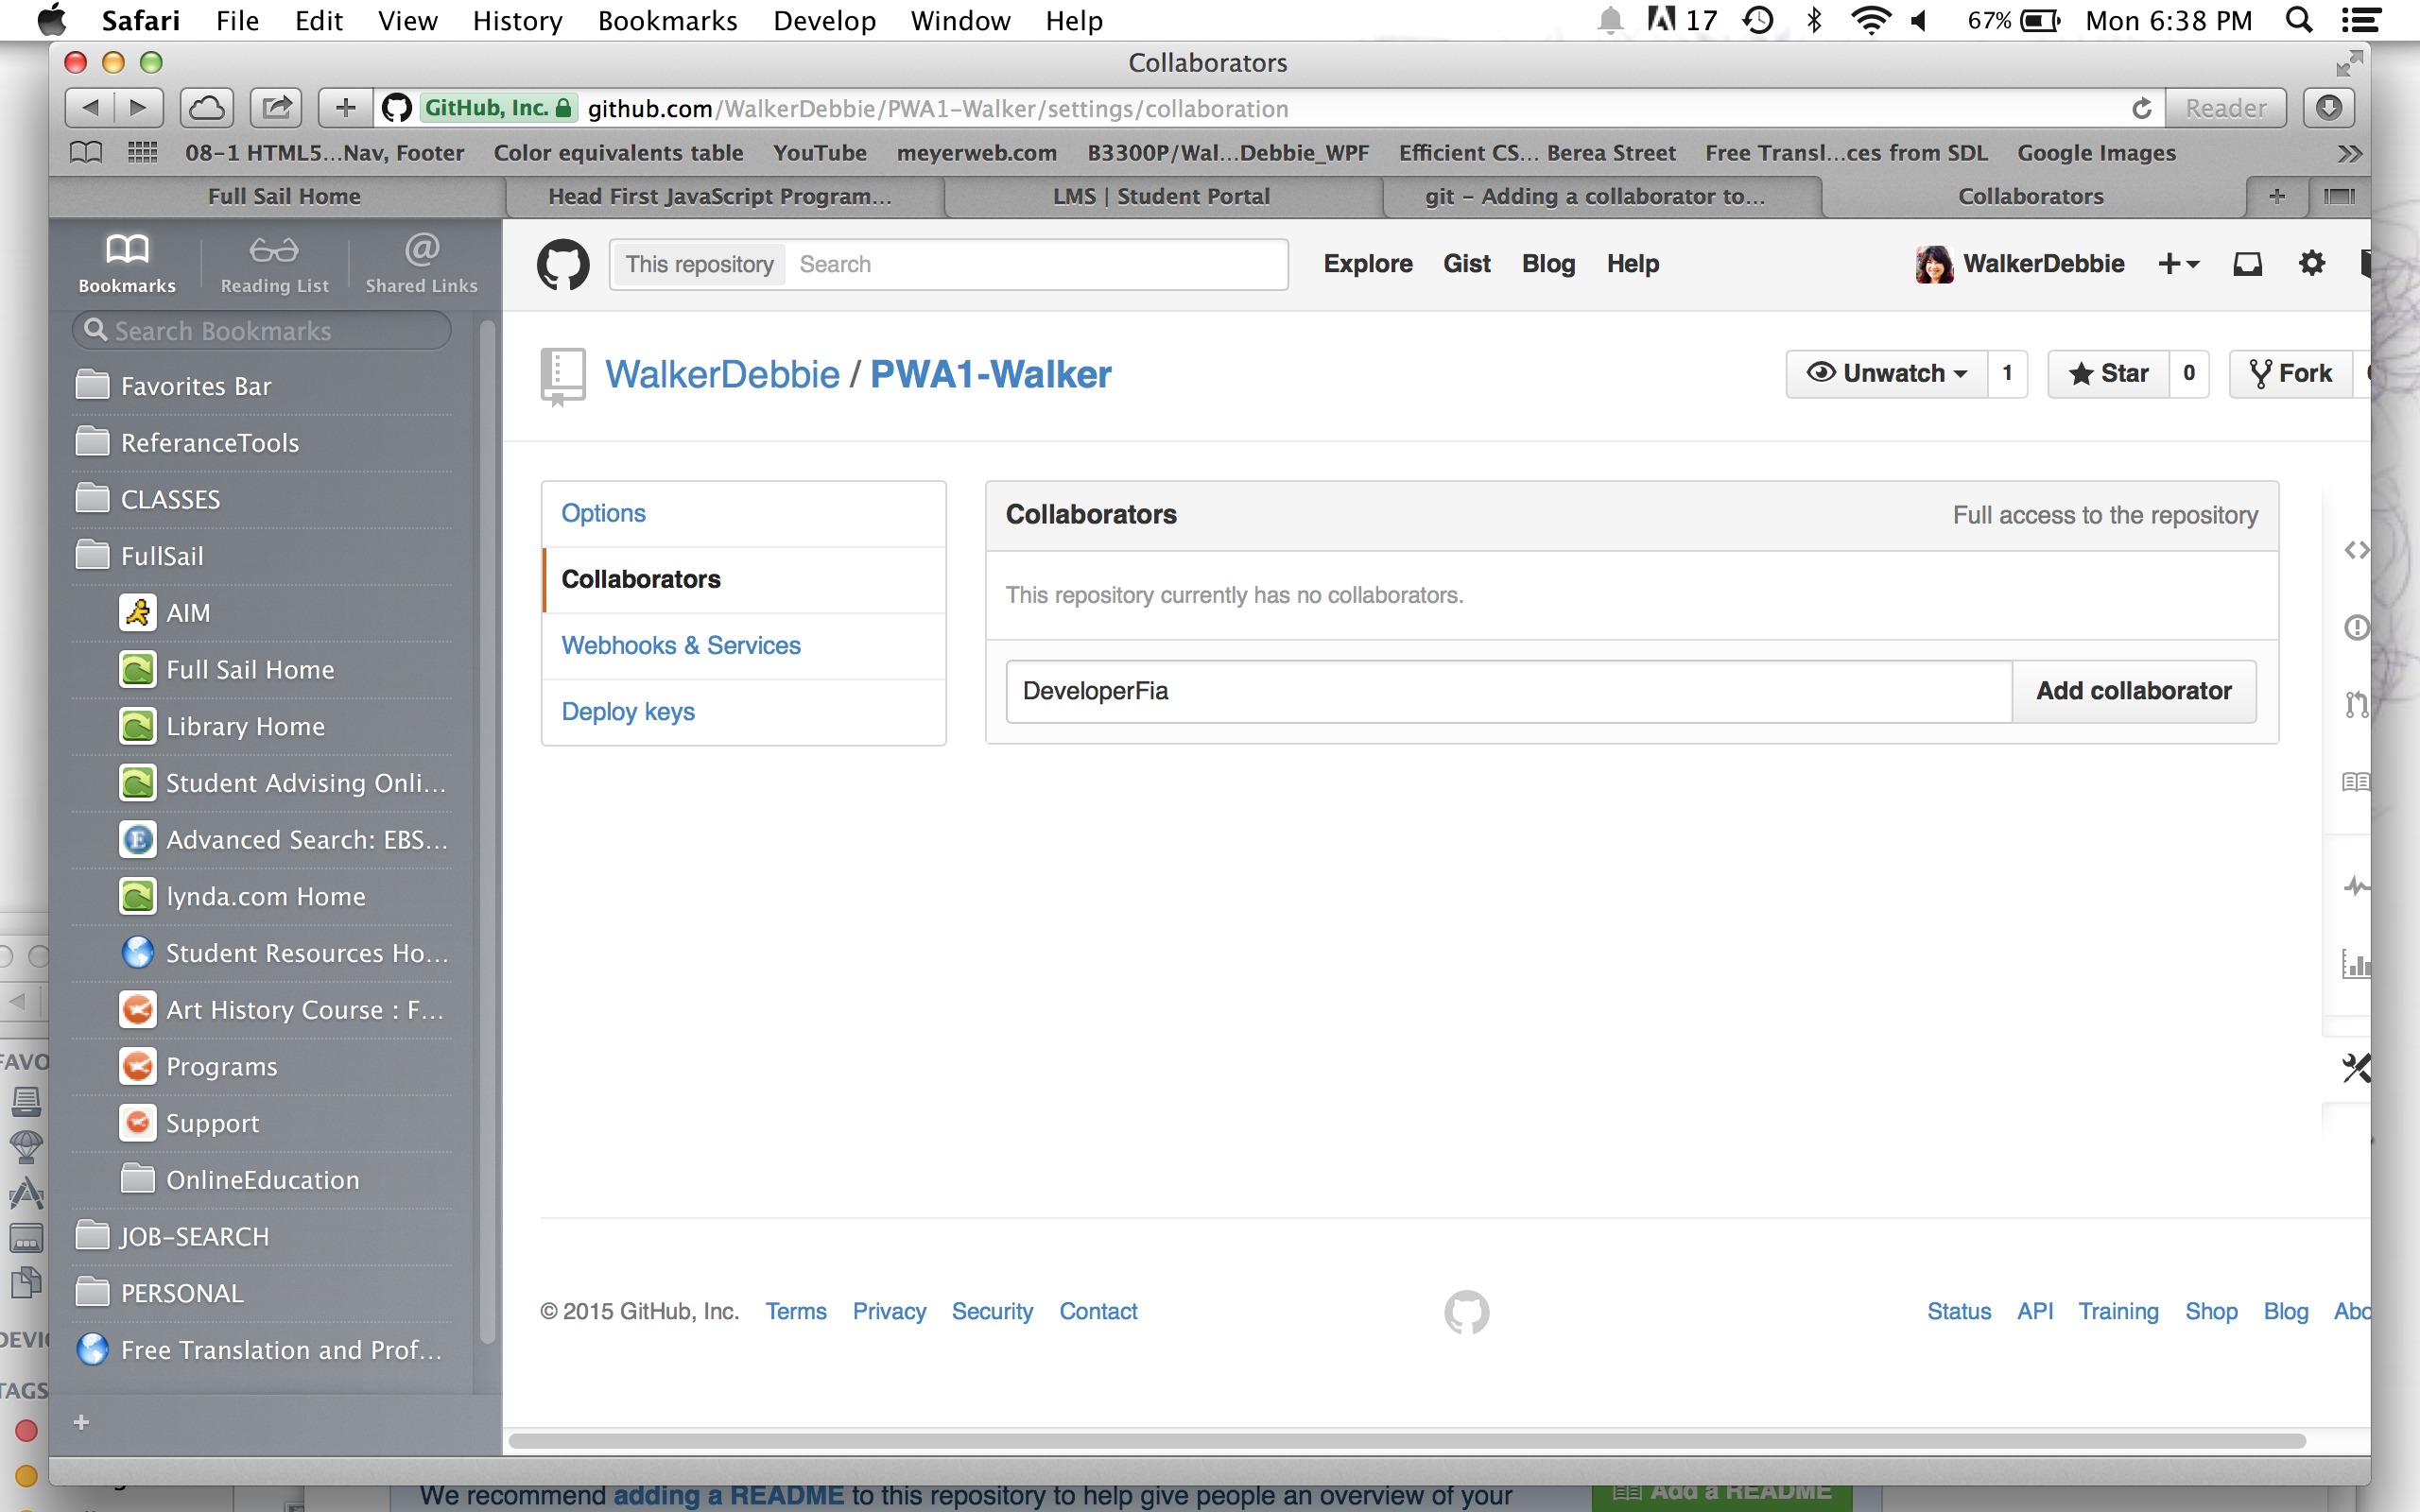 Safari File Edit View History Bookmarks Develop Window Help 17 67% Mon 6:38 PM
Collaborators
GitHub, Inc. github.com/WalkerDebbie/PWA1-Walker/settings/collaboration Reader
08-1 HTML5...Nav, Footer Color equivalents table YouTube meyerweb.com B3300P/Wal...Debbie_WPF Efficient CS... Berea Street Free Transl...ces from SDL Google Images
Full Sail Home Head First JavaScript Program... LMS | Student Portal git – Adding a collaborator to... Collaborators
Bookmarks Reading List Shared Links
Search Bookmarks
Favorites Bar
ReferanceTools
CLASSES
FullSail
AIM
Full Sail Home
Library Home
Student Advising Onli...
Advanced Search: EBS...
lynda.com Home
Student Resources Ho...
Art History Course : F...
Programs
Support
OnlineEducation
JOB-SEARCH
PERSONAL
Free Translation and Prof...
+
This repository Search Explore Gist Blog Help WalkerDebbie
WalkerDebbie / PWA1-Walker Unwatch 1 Star 0 Fork
Options
Collaborators
Webhooks & Services
Deploy keys
Collaborators Full access to the repository
This repository currently has no collaborators.
DeveloperFia Add collaborator
© 2015 GitHub, Inc. Terms Privacy Security Contact Status API Training Shop Blog Abo
FAVO
DEVI
TAGS
We recommend adding a README to this repository to help give people an overview of your Add a README